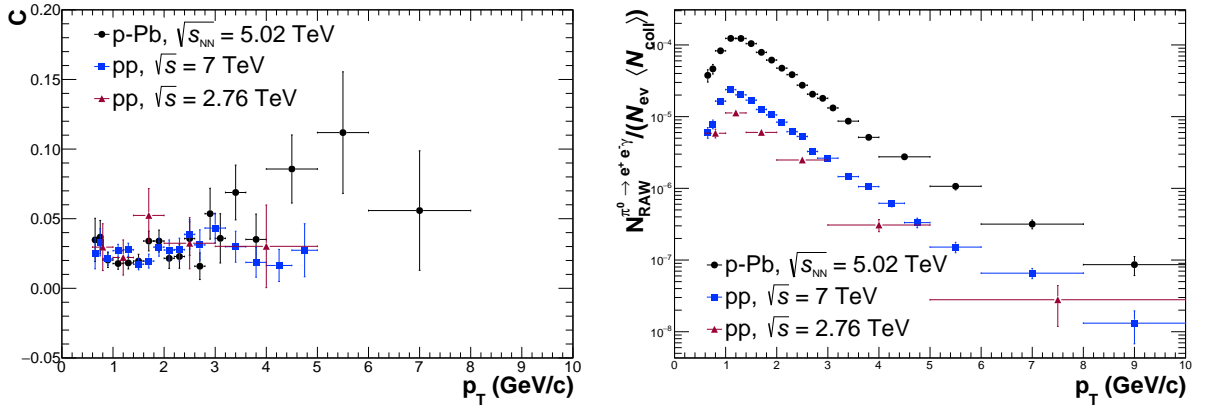 C
0.20
0.15
0.10
0.05
0.00
−0.05
p-Pb, √s_NN = 5.02 TeV
pp, √s = 7 TeV
pp, √s = 2.76 TeV
0 1 2 3 4 5 6 7 8 9 10
p_T (GeV/c)
N_RAW^{π⁰ → e⁺ e⁻ γ}/(N_ev ⟨N_coll⟩)
10⁻⁴
10⁻⁵
10⁻⁶
10⁻⁷
10⁻⁸
p-Pb, √s_NN = 5.02 TeV
pp, √s = 7 TeV
pp, √s = 2.76 TeV
0 1 2 3 4 5 6 7 8 9 10
p_T (GeV/c)